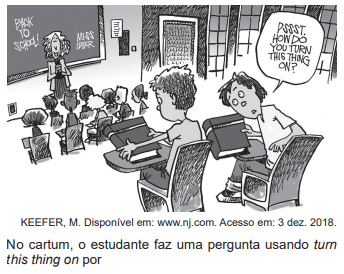 BACK
TO
SCHOOL!
MISS
PSSST,
HOW DO
YOU TURN
THIS THING
ON?
KEEFER, M. Disponível em: www.nj.com. Acesso em: 3 dez. 2018.
No cartum, o estudante faz uma pergunta usando turn
this thing on por